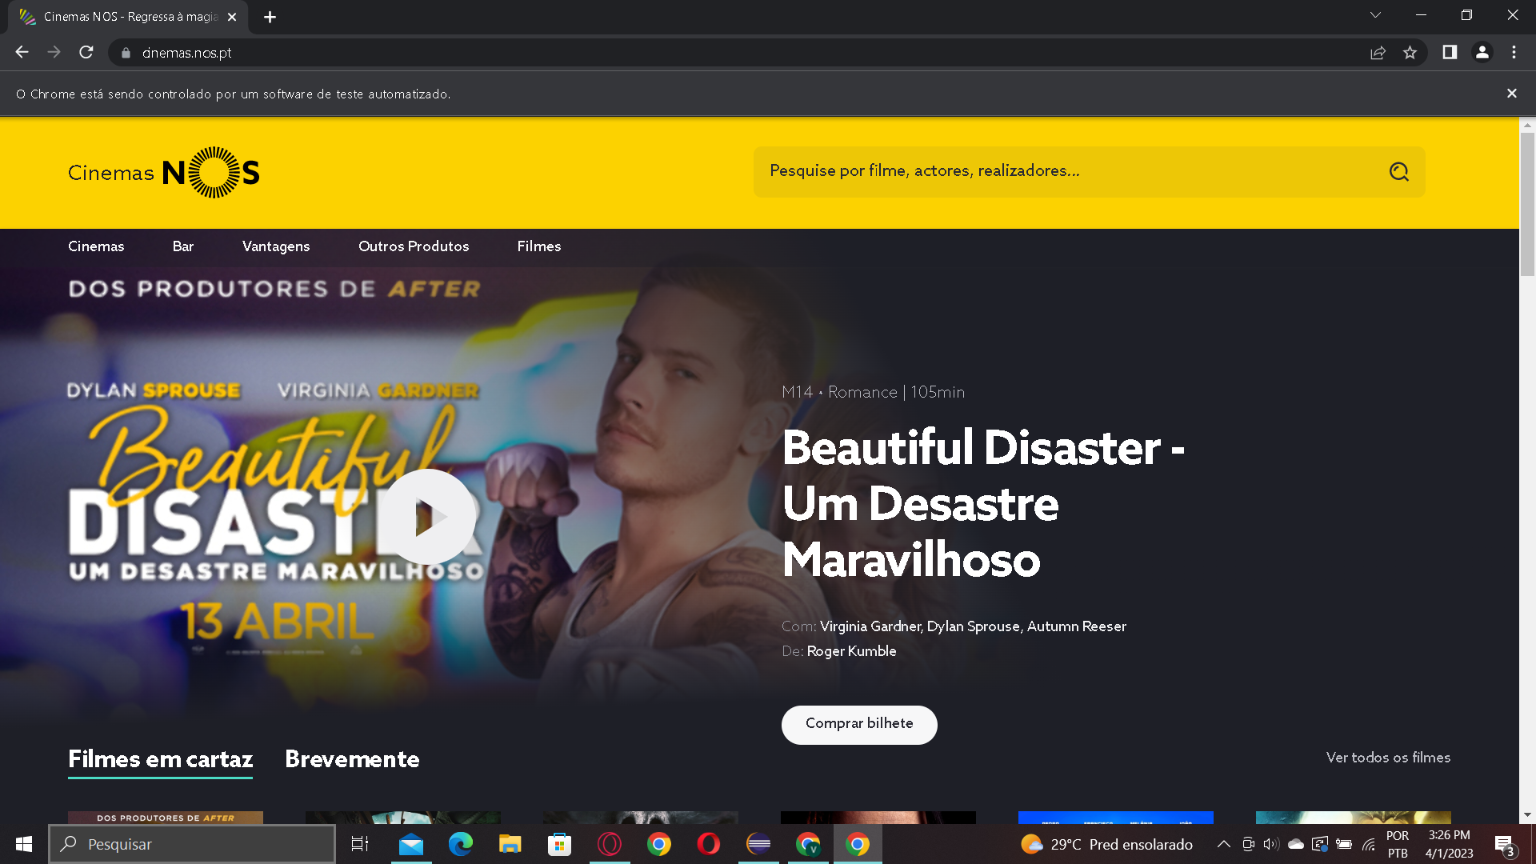 Cinemas NOS - Regressa à magia
cinemas.nos.pt
O Chrome está sendo controlado por um software de teste automatizado.
Cinemas NOS
Pesquise por filme, actores, realizadores...
Cinemas
Bar
Vantagens
Outros Produtos
Filmes
DOS PRODUTORES DE AFTER
DYLAN SPROUSE VIRGINIA GARDNER
Beautiful
DISASTER
UM DESASTRE MARAVILHOSO
13 ABRIL
M14 • Romance | 105min
Beautiful Disaster -
Um Desastre
Maravilhoso
Com: Virginia Gardner, Dylan Sprouse, Autumn Reeser
De: Roger Kumble
Comprar bilhete
Filmes em cartaz
Brevemente
Ver todos os filmes
DOS PRODUTORES DE AFTER
Pesquisar
V
29°C Pred ensolarado
POR
PTB
3:26 PM
4/1/2023
3